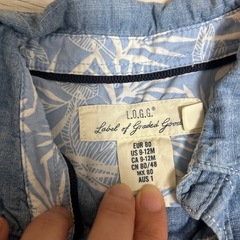 L.O.G.G.®
Label of Graded Goods
EUR 80
US 9-12M
CA 9-12M
CN 80/48
MX 80
AUS 1